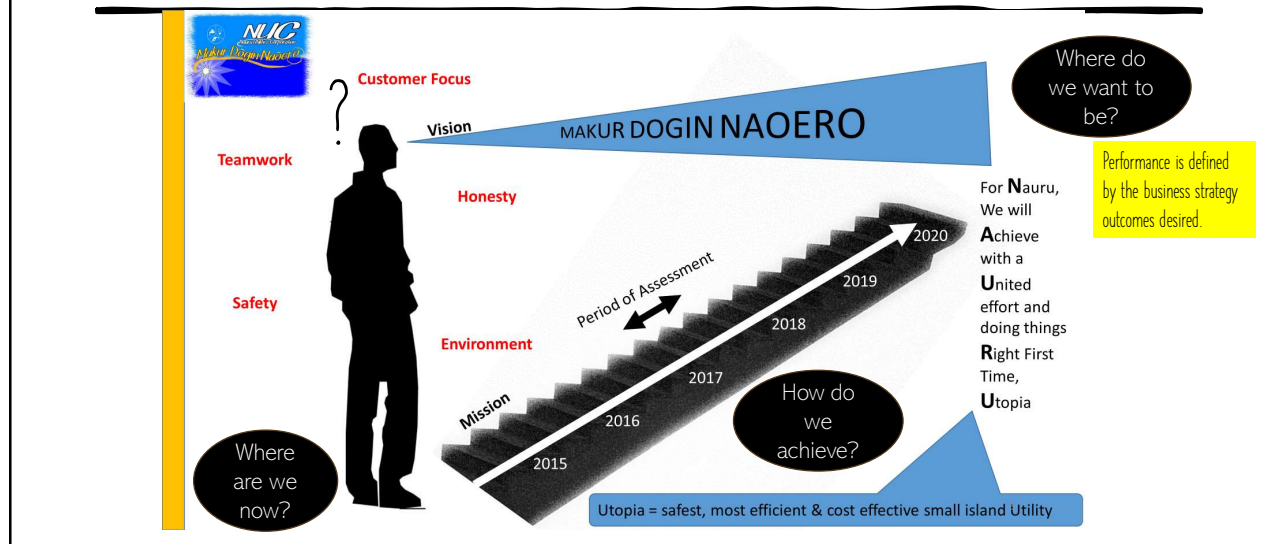 NUC
Makur Dogin Naoero
Customer Focus
?
Vision
MAKUR DOGIN NAOERO
Where do
we want to
be?
Teamwork
Honesty
Performance is defined
by the business strategy
outcomes desired.
For Nauru,
We will
Achieve
with a
United
effort and
doing things
Right First
Time,
Utopia
Safety
Environment
Period of Assessment
Mission
2015
2016
2017
2018
2019
2020
Where
are we
now?
How do
we
achieve?
Utopia = safest, most efficient & cost effective small island Utility